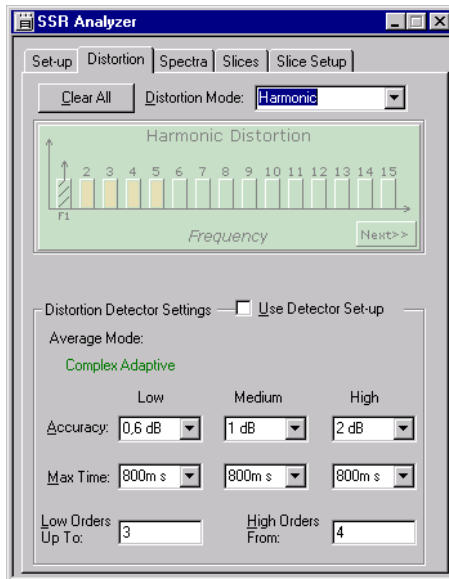 SSR Analyzer
Set-up Distortion Spectra Slices Slice Setup
Clear All Distortion Mode: Harmonic
Harmonic Distortion
2 3 4 5 6 7 8 9 10 11 12 13 14 15
F1
Frequency Next>>
Distortion Detector Settings Use Detector Set-up
Average Mode:
Complex Adaptive
Low Medium High
Accuracy: 0,6 dB 1 dB 2 dB
Max Time: 800m s 800m s 800m s
Low Orders Up To: 3 High Orders From: 4